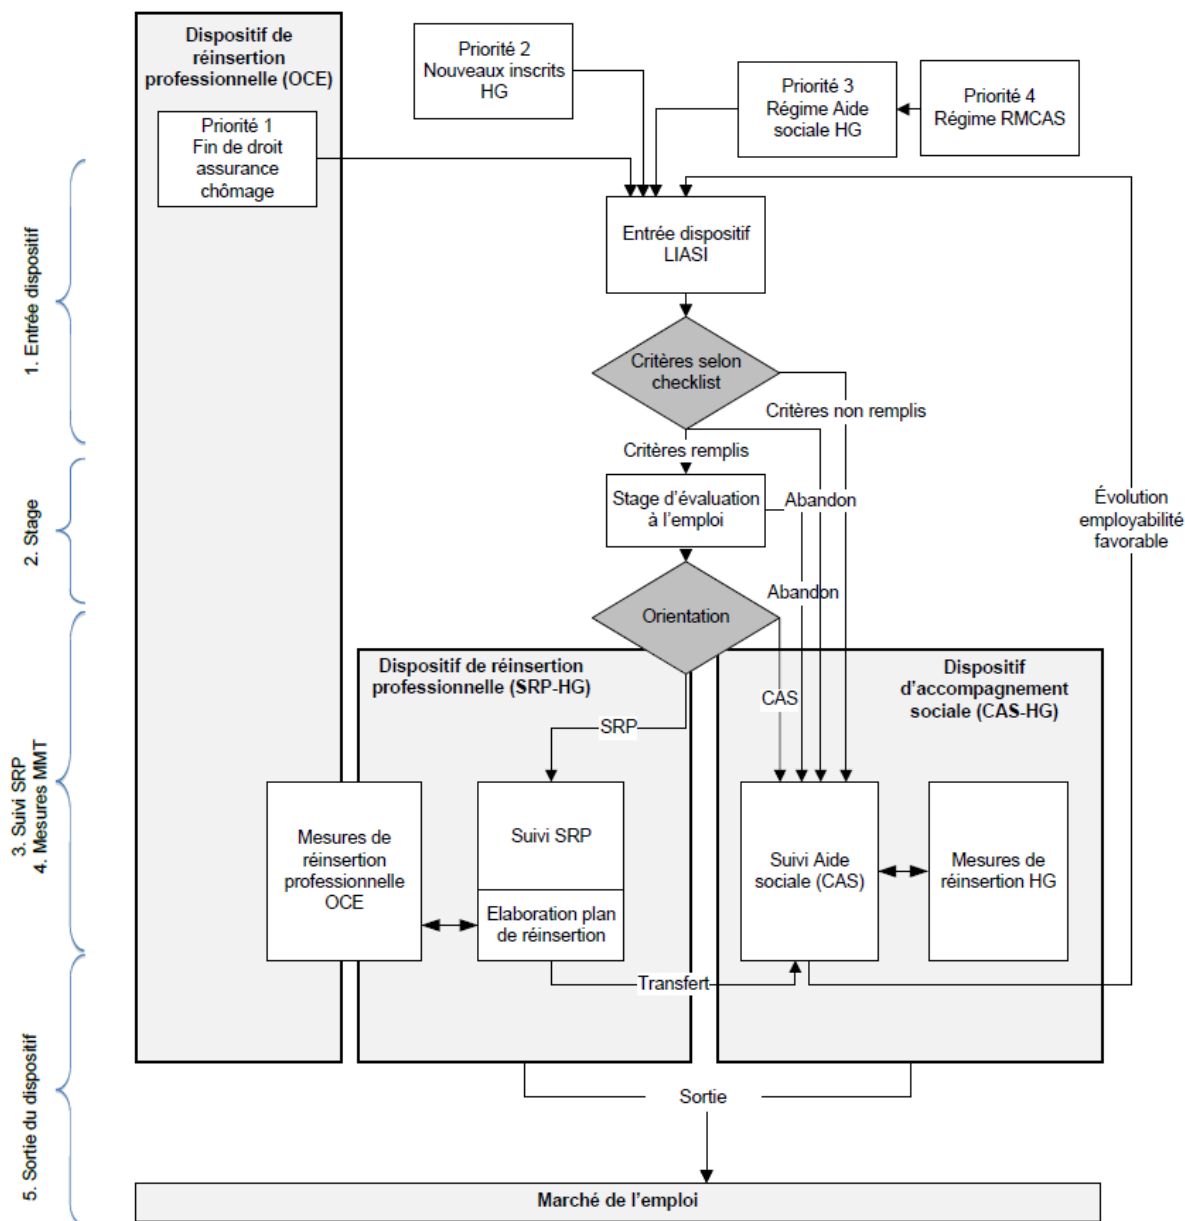 Dispositif de
réinsertion
professionnelle (OCE)
Priorité 1
Fin de droit
assurance
chômage
Priorité 2
Nouveaux inscrits
HG
Priorité 3
Régime Aide
sociale HG
Priorité 4
Régime RMCAS
1. Entrée dispositif
Entrée dispositif
LIASI
Critères selon
checklist
Critères non remplis
Critères remplis
2. Stage
Stage d’évaluation
à l’emploi
Abandon
Évolution
employabilité
favorable
Abandon
Orientation
Dispositif de réinsertion
professionnelle (SRP-HG)
Dispositif
d’accompagnement
sociale (CAS-HG)
CAS
SRP
3. Suivi SRP
4. Mesures MMT
Mesures de
réinsertion
professionnelle
OCE
Suivi SRP
Elaboration plan
de réinsertion
Suivi Aide
sociale (CAS)
Mesures de
réinsertion HG
Transfert
5. Sortie du dispositif
Sortie
Marché de l’emploi